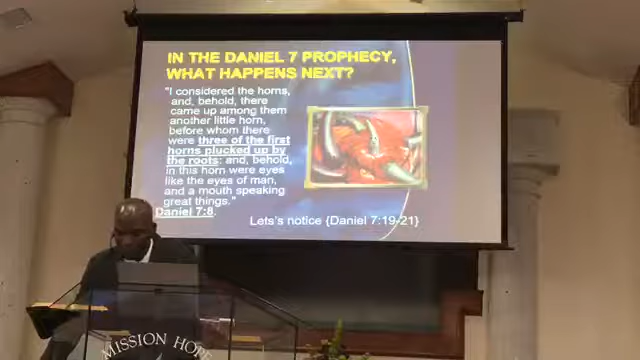 IN THE DANIEL 7 PROPHECY,
WHAT HAPPENS NEXT?
"I considered the horns,
and, behold, there
came up among them
another little horn,
before whom there
were three of the first
horns plucked up by
the roots: and, behold,
in this horn were eyes
like the eyes of man,
and a mouth speaking
great things."
Daniel 7:8.
Lets's notice {Daniel 7:19-21}
MISSION HOPE